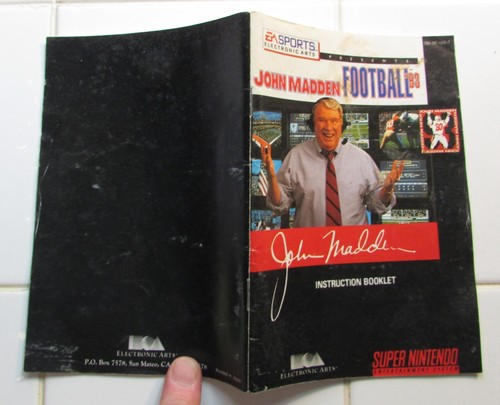 EA SPORTS
ELECTRONIC ARTS
PRESENTS
JOHN MADDEN FOOTBALL '93
John Madden
INSTRUCTION BOOKLET
ELECTRONIC ARTS
SUPER NINTENDO
ENTERTAINMENT SYSTEM
ELECTRONIC ARTS
P.O. Box 7578, San Mateo, CA